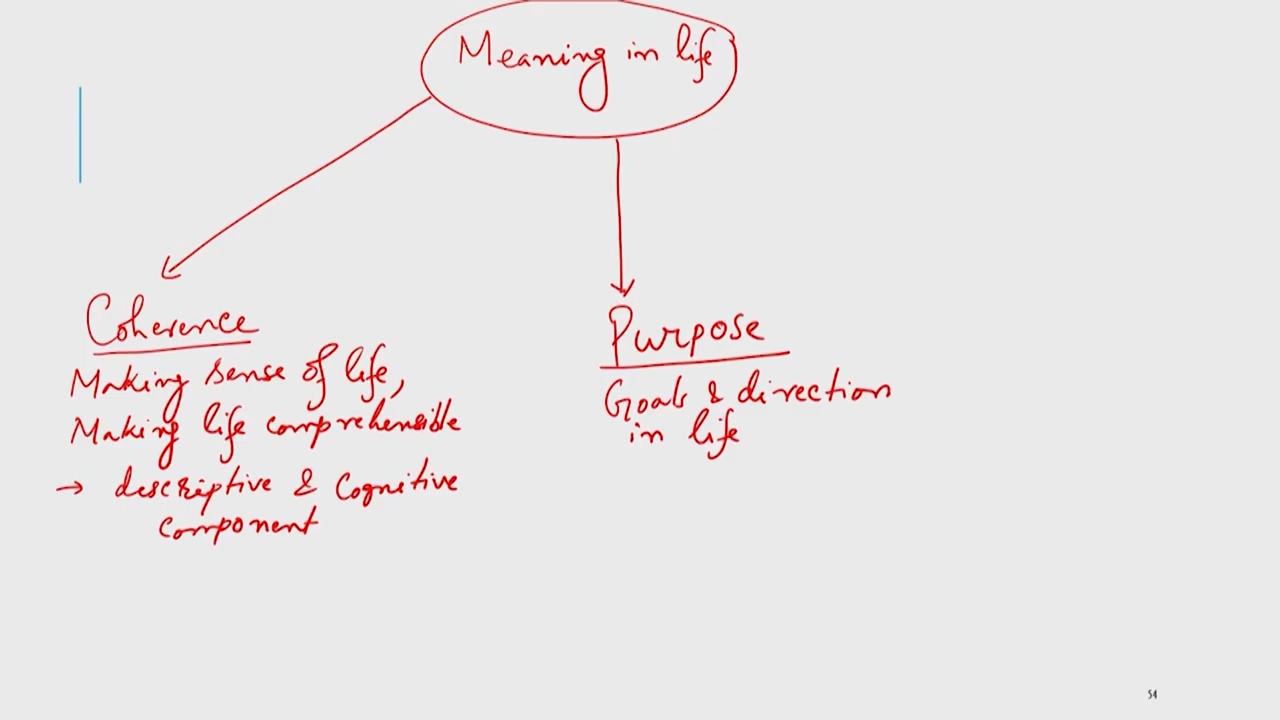 Meaning in life
Coherence
Making sense of life,
Making life comprehensible
→ descriptive & Cognitive
component
Purpose
Goals & direction
in life
54